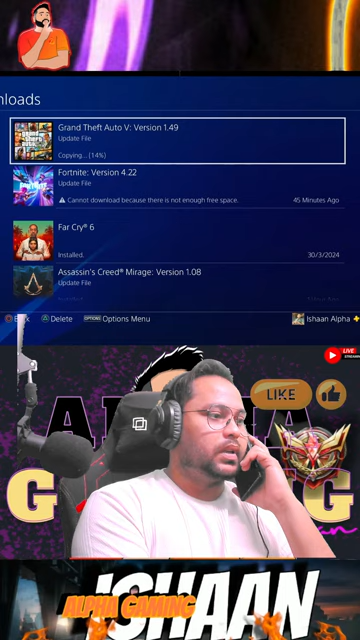 nloads
Grand Theft Auto V: Version 1.49
Update File
Copying... (14%)
Fortnite: Version 4.22
Update File
Cannot download because there is not enough free space.
45 Minutes Ago
Far Cry® 6
Installed.
30/3/2024
Assassin's Creed® Mirage: Version 1.08
Update File
Delete
OPTIONS Options Menu
Ishaan Alpha
LIVE
LIKE
ISHAAN
ALPHA GAMING